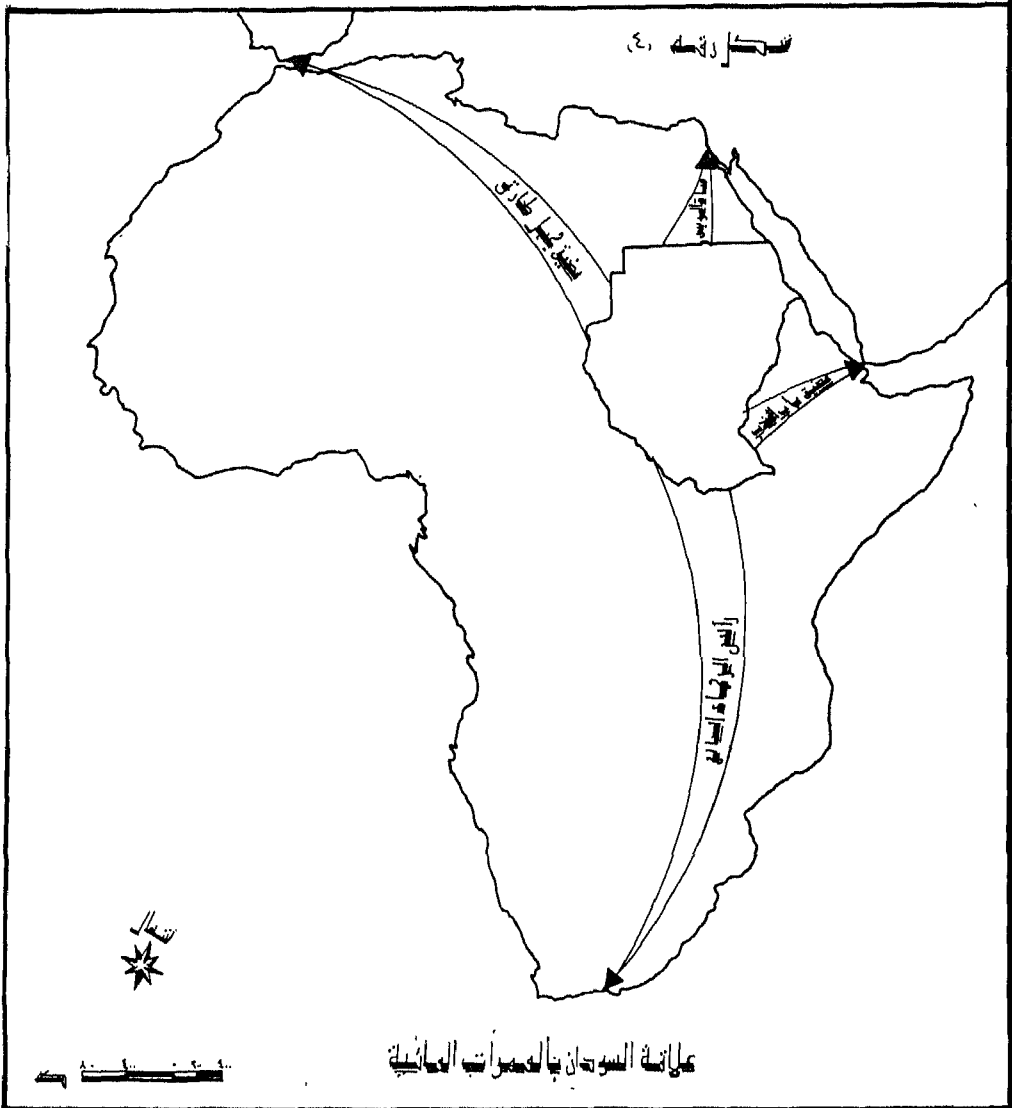 شكل رقم (٤)
مضيق جبل طارق
قناة السويس
مضيق باب المندب
رأس الرجاء الصالح
شمال
علاقة السودان بالممرات المائية